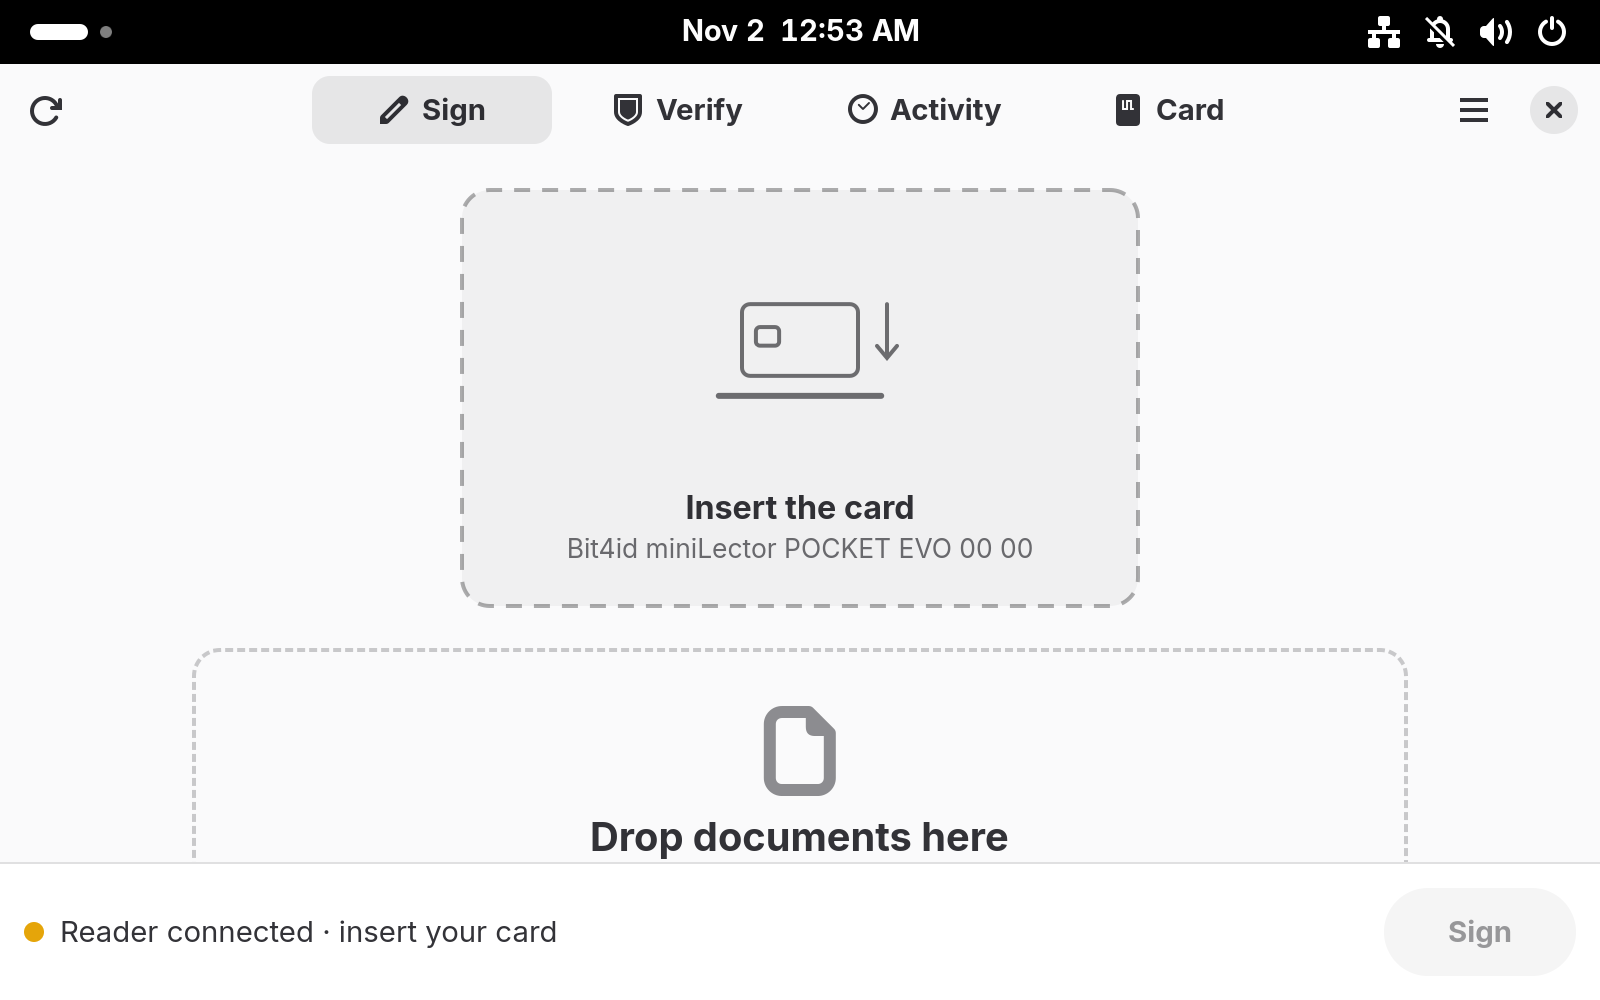 Nov 2  12:53 AM
Sign
Verify
Activity
Card
Insert the card
Bit4id miniLector POCKET EVO 00 00
Drop documents here
Reader connected · insert your card
Sign